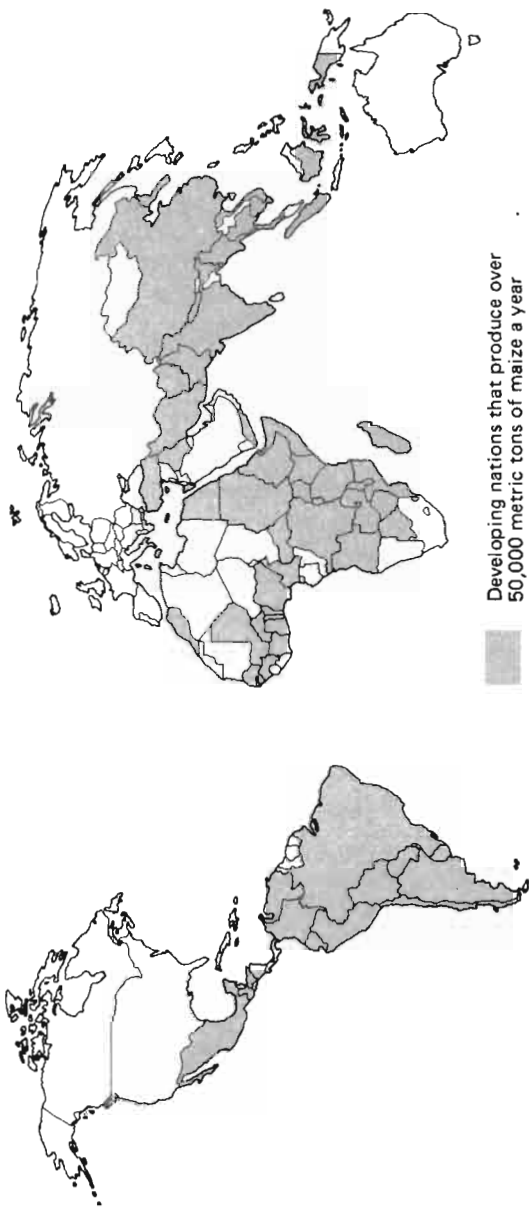 Developing nations that produce over
50,000 metric tons of maize a year